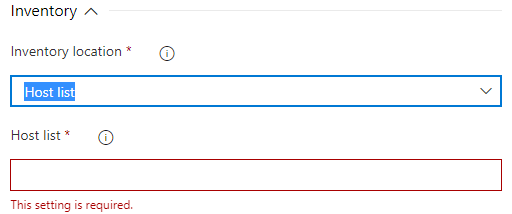 Inventory
Inventory location *
Host list
Host list *
This setting is required.